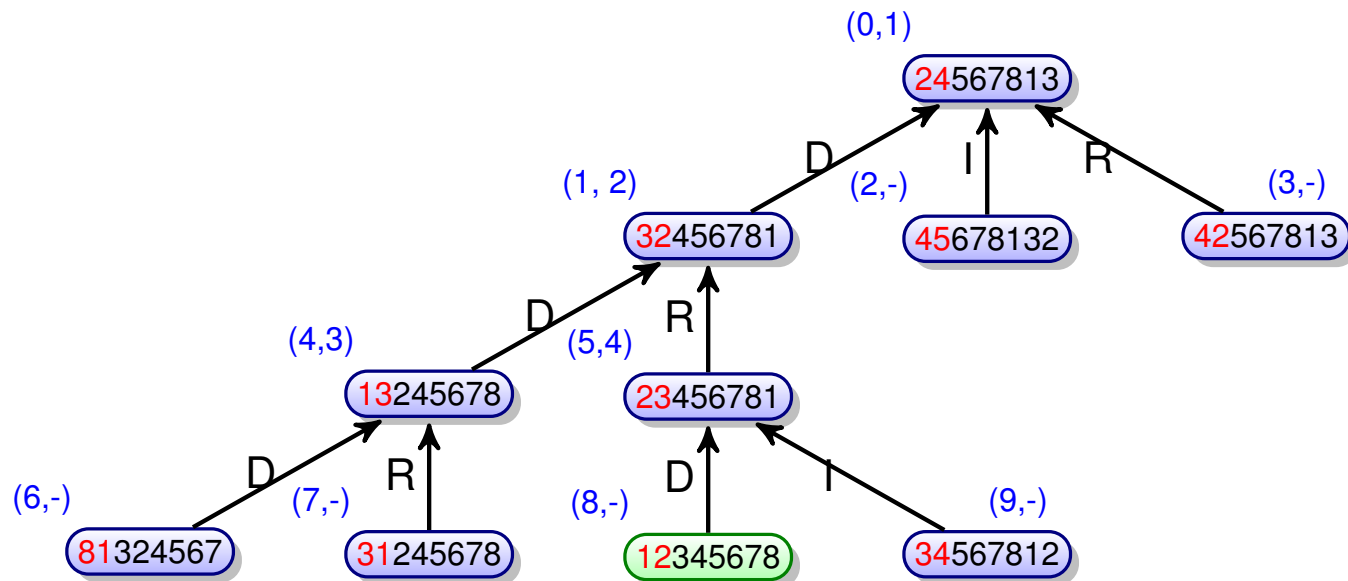 (0,1)
24567813
D
I
R
(1, 2)
(2,-)
(3,-)
32456781
45678132
42567813
D
R
(4,3)
(5,4)
13245678
23456781
D
R
D
I
(6,-)
(7,-)
(8,-)
(9,-)
81324567
31245678
12345678
34567812